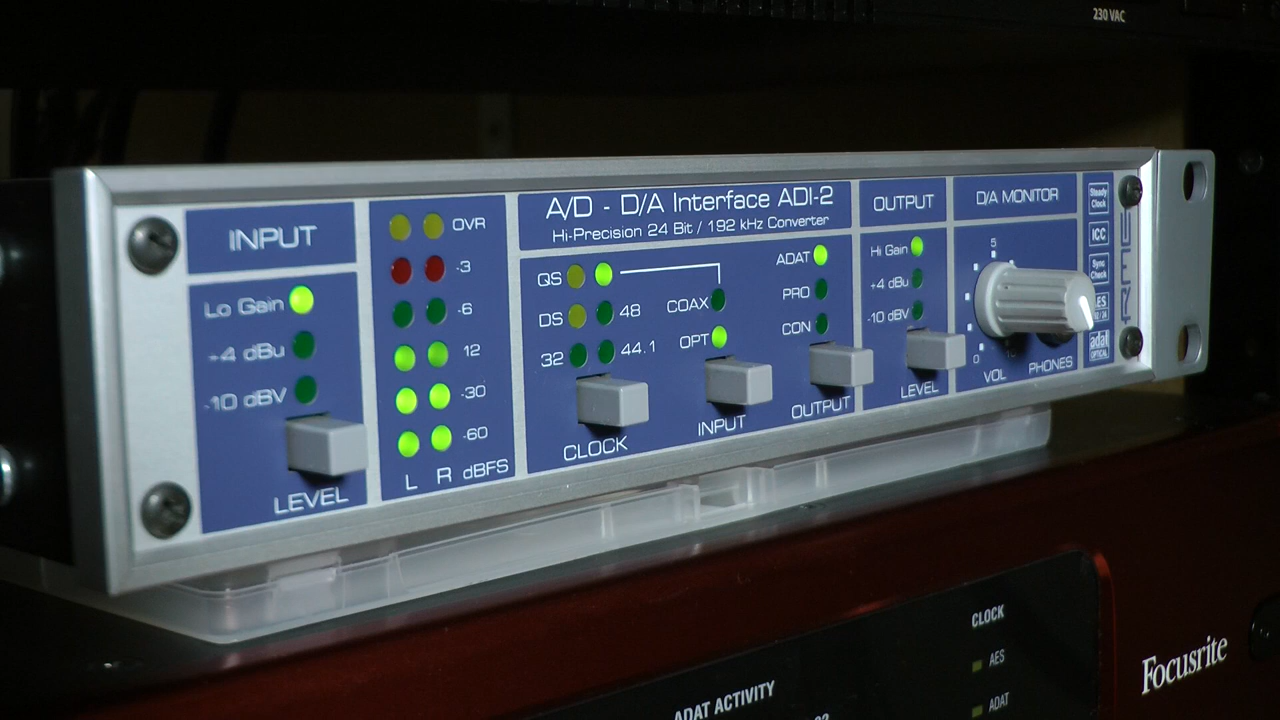 230 VAC
INPUT
Lo Gain
+4 dBu
-10 dBV
LEVEL
OVR
-3
-6
12
-30
-60
L R dBFS
A/D - D/A Interface ADI-2
Hi-Precision 24 Bit / 192 kHz Converter
QS
DS 48
32 44.1
CLOCK
COAX
OPT
INPUT
ADAT
PRO
CON
OUTPUT
OUTPUT
Hi Gain
+4 dBu
-10 dBV
LEVEL
D/A MONITOR
5
0
VOL
PHONES
Steady
Clock
ICC
Sync
Check
adat
OPTICAL
RME
CLOCK
AES
ADAT
ADAT ACTIVITY
Focusrite